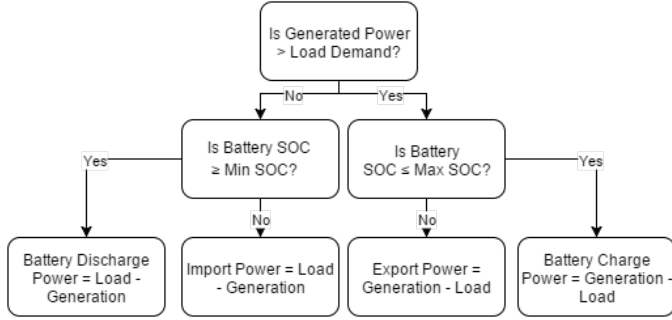 Is Generated Power
> Load Demand?
No
Yes
Is Battery SOC
≥ Min SOC?
Is Battery
SOC ≤ Max SOC?
Yes
No
No
Yes
Battery Discharge
Power = Load -
Generation
Import Power = Load
- Generation
Export Power =
Generation - Load
Battery Charge
Power = Generation -
Load